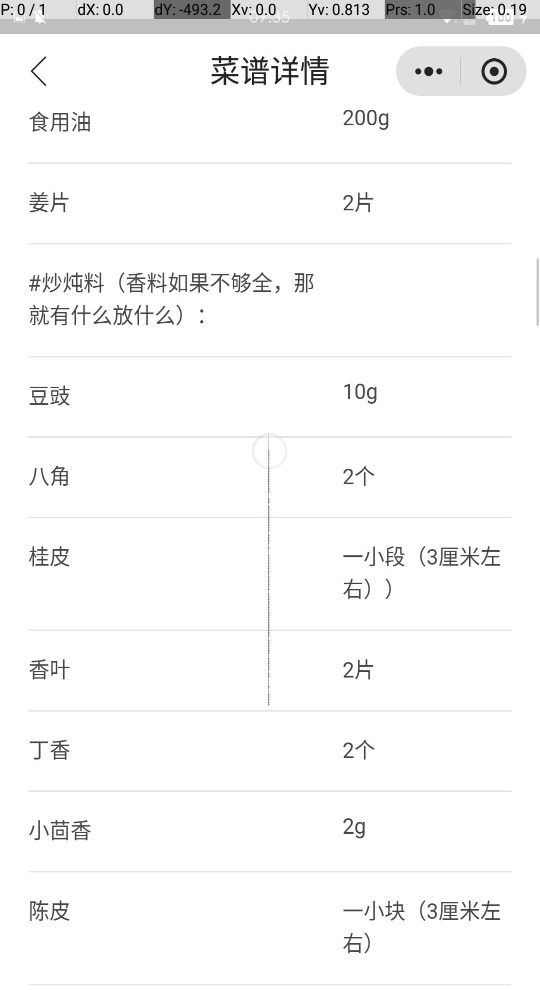 P: 0 / 1 dX: 0.0 dY: -493.2 Xv: 0.0 Yv: 0.813 Prs: 1.0 Size: 0.19
菜谱详情
食用油 200g
姜片 2片
#炒炖料（香料如果不够全，那
就有什么放什么）：
豆豉 10g
八角 2个
桂皮 一小段（3厘米左
右））
香叶 2片
丁香 2个
小茴香 2g
陈皮 一小块（3厘米左
右）